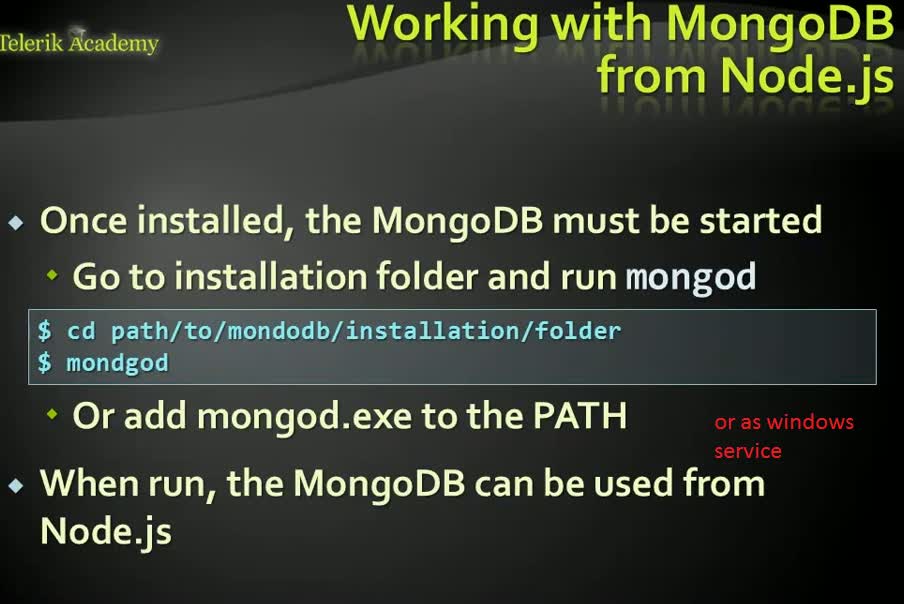 Telerik Academy
Working with MongoDB
from Node.js
Once installed, the MongoDB must be started
Go to installation folder and run mongod
$ cd path/to/mondodb/installation/folder
$ mondgod
Or add mongod.exe to the PATH
or as windows
service
When run, the MongoDB can be used from
Node.js